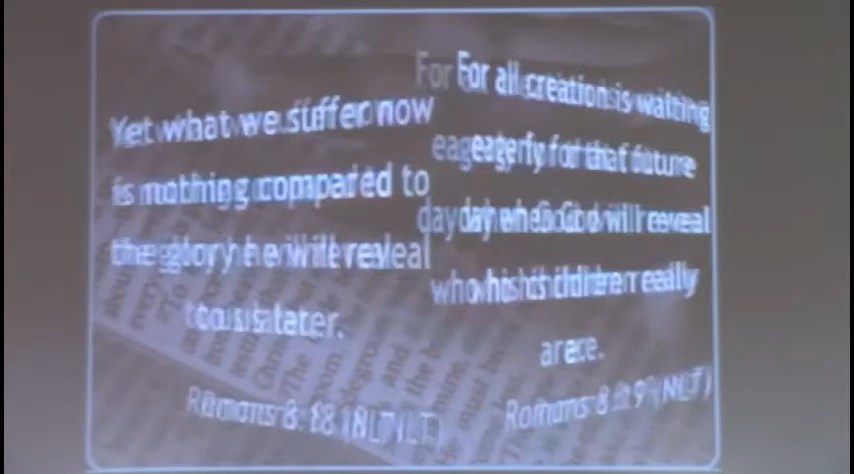 Yet what we suffer now
is nothing compared to
the glory he will reveal
to us later.
Romans 8:18 (NLT)
For all creation is waiting
eagerly for that future
day when God will reveal
who his children really
are.
Romans 8:19 (NLT)